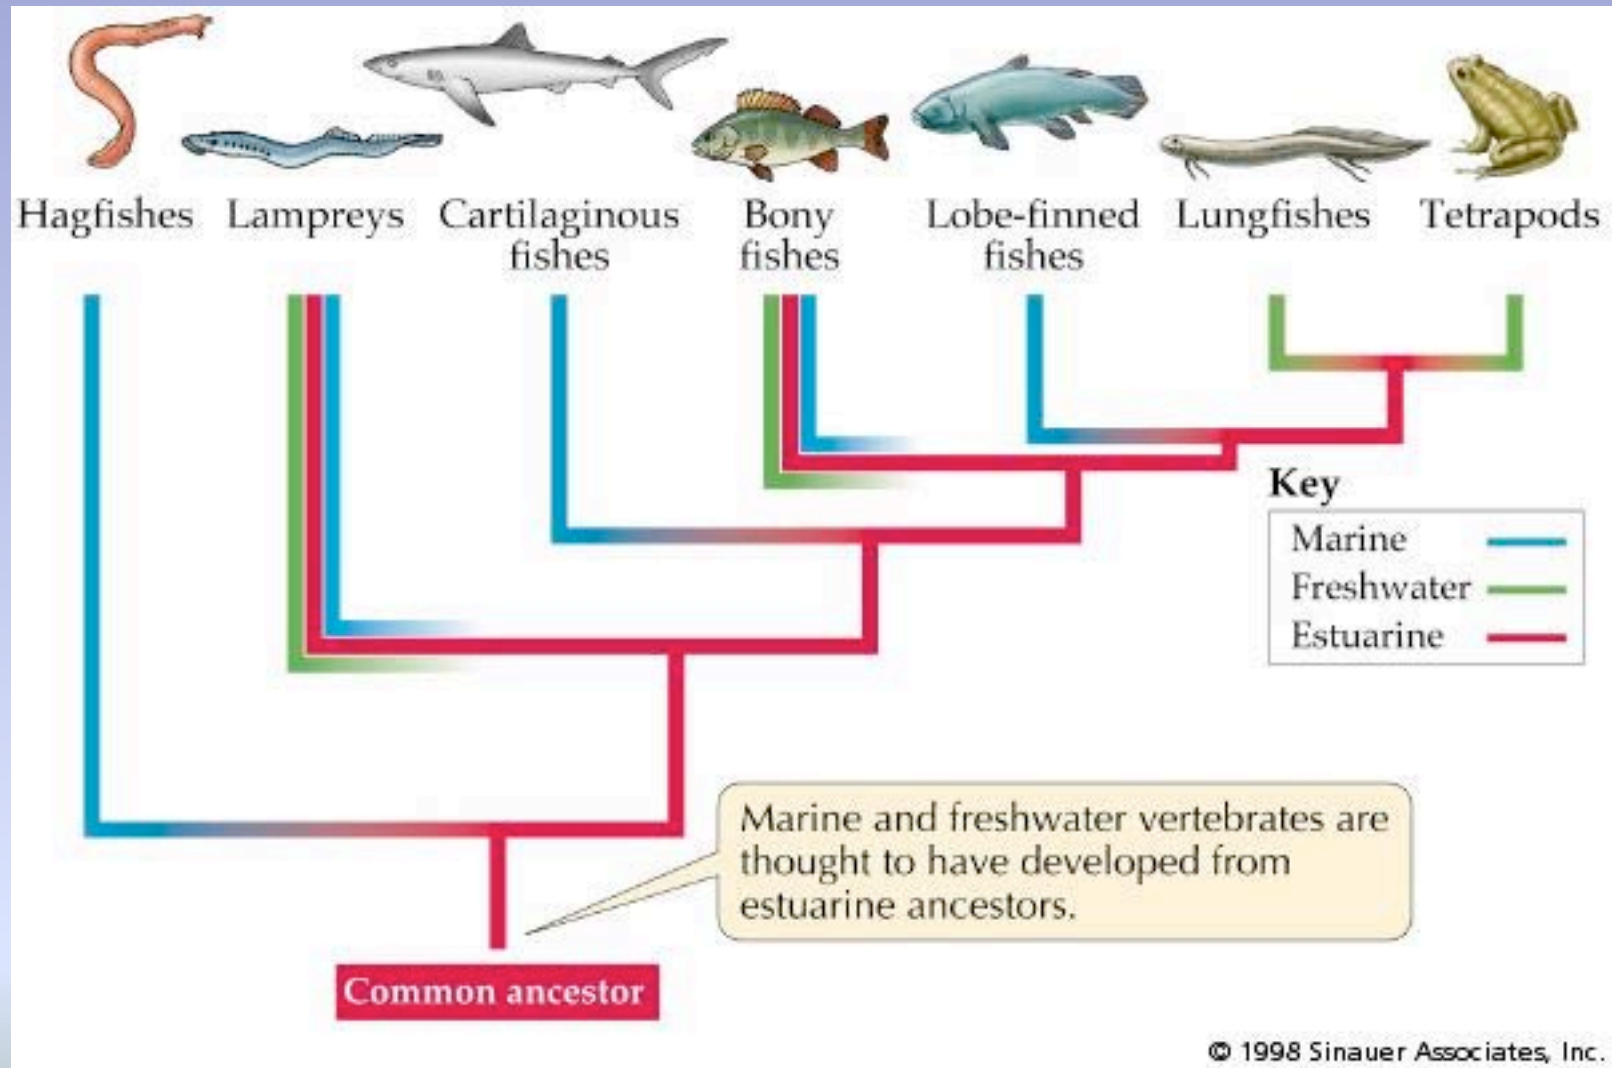 Hagfishes Lampreys Cartilaginous fishes Bony fishes Lobe-finned fishes Lungfishes Tetrapods
Key
Marine
Freshwater
Estuarine
Marine and freshwater vertebrates are
thought to have developed from
estuarine ancestors.
Common ancestor
© 1998 Sinauer Associates, Inc.